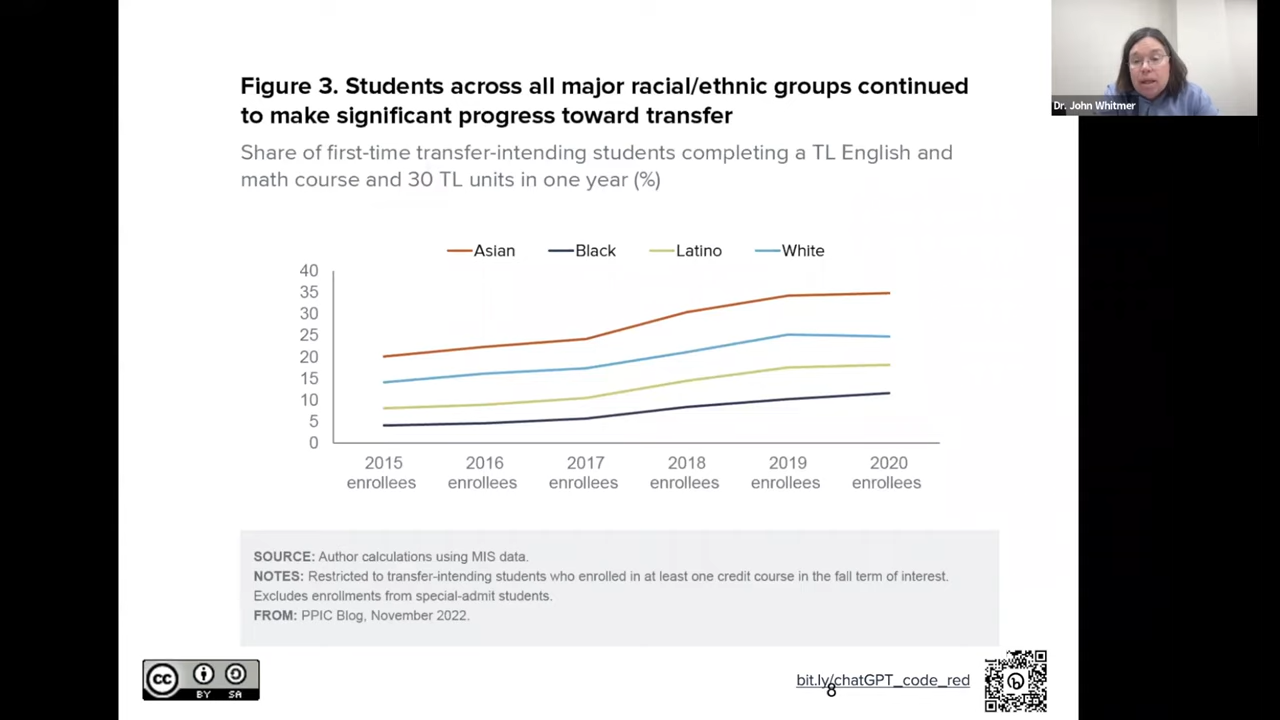 Figure 3. Students across all major racial/ethnic groups continued
to make significant progress toward transfer
Share of first-time transfer-intending students completing a TL English and
math course and 30 TL units in one year (%)
Dr. John Whitmer
Asian Black Latino White
40
35
30
25
20
15
10
5
0
2015 2016 2017 2018 2019 2020
enrollees enrollees enrollees enrollees enrollees enrollees
SOURCE: Author calculations using MIS data.
NOTES: Restricted to transfer-intending students who enrolled in at least one credit course in the fall term of interest.
Excludes enrollments from special-admit students.
FROM: PPIC Blog, November 2022.
cc BY SA
bit.ly/chatGPT_code_red
8